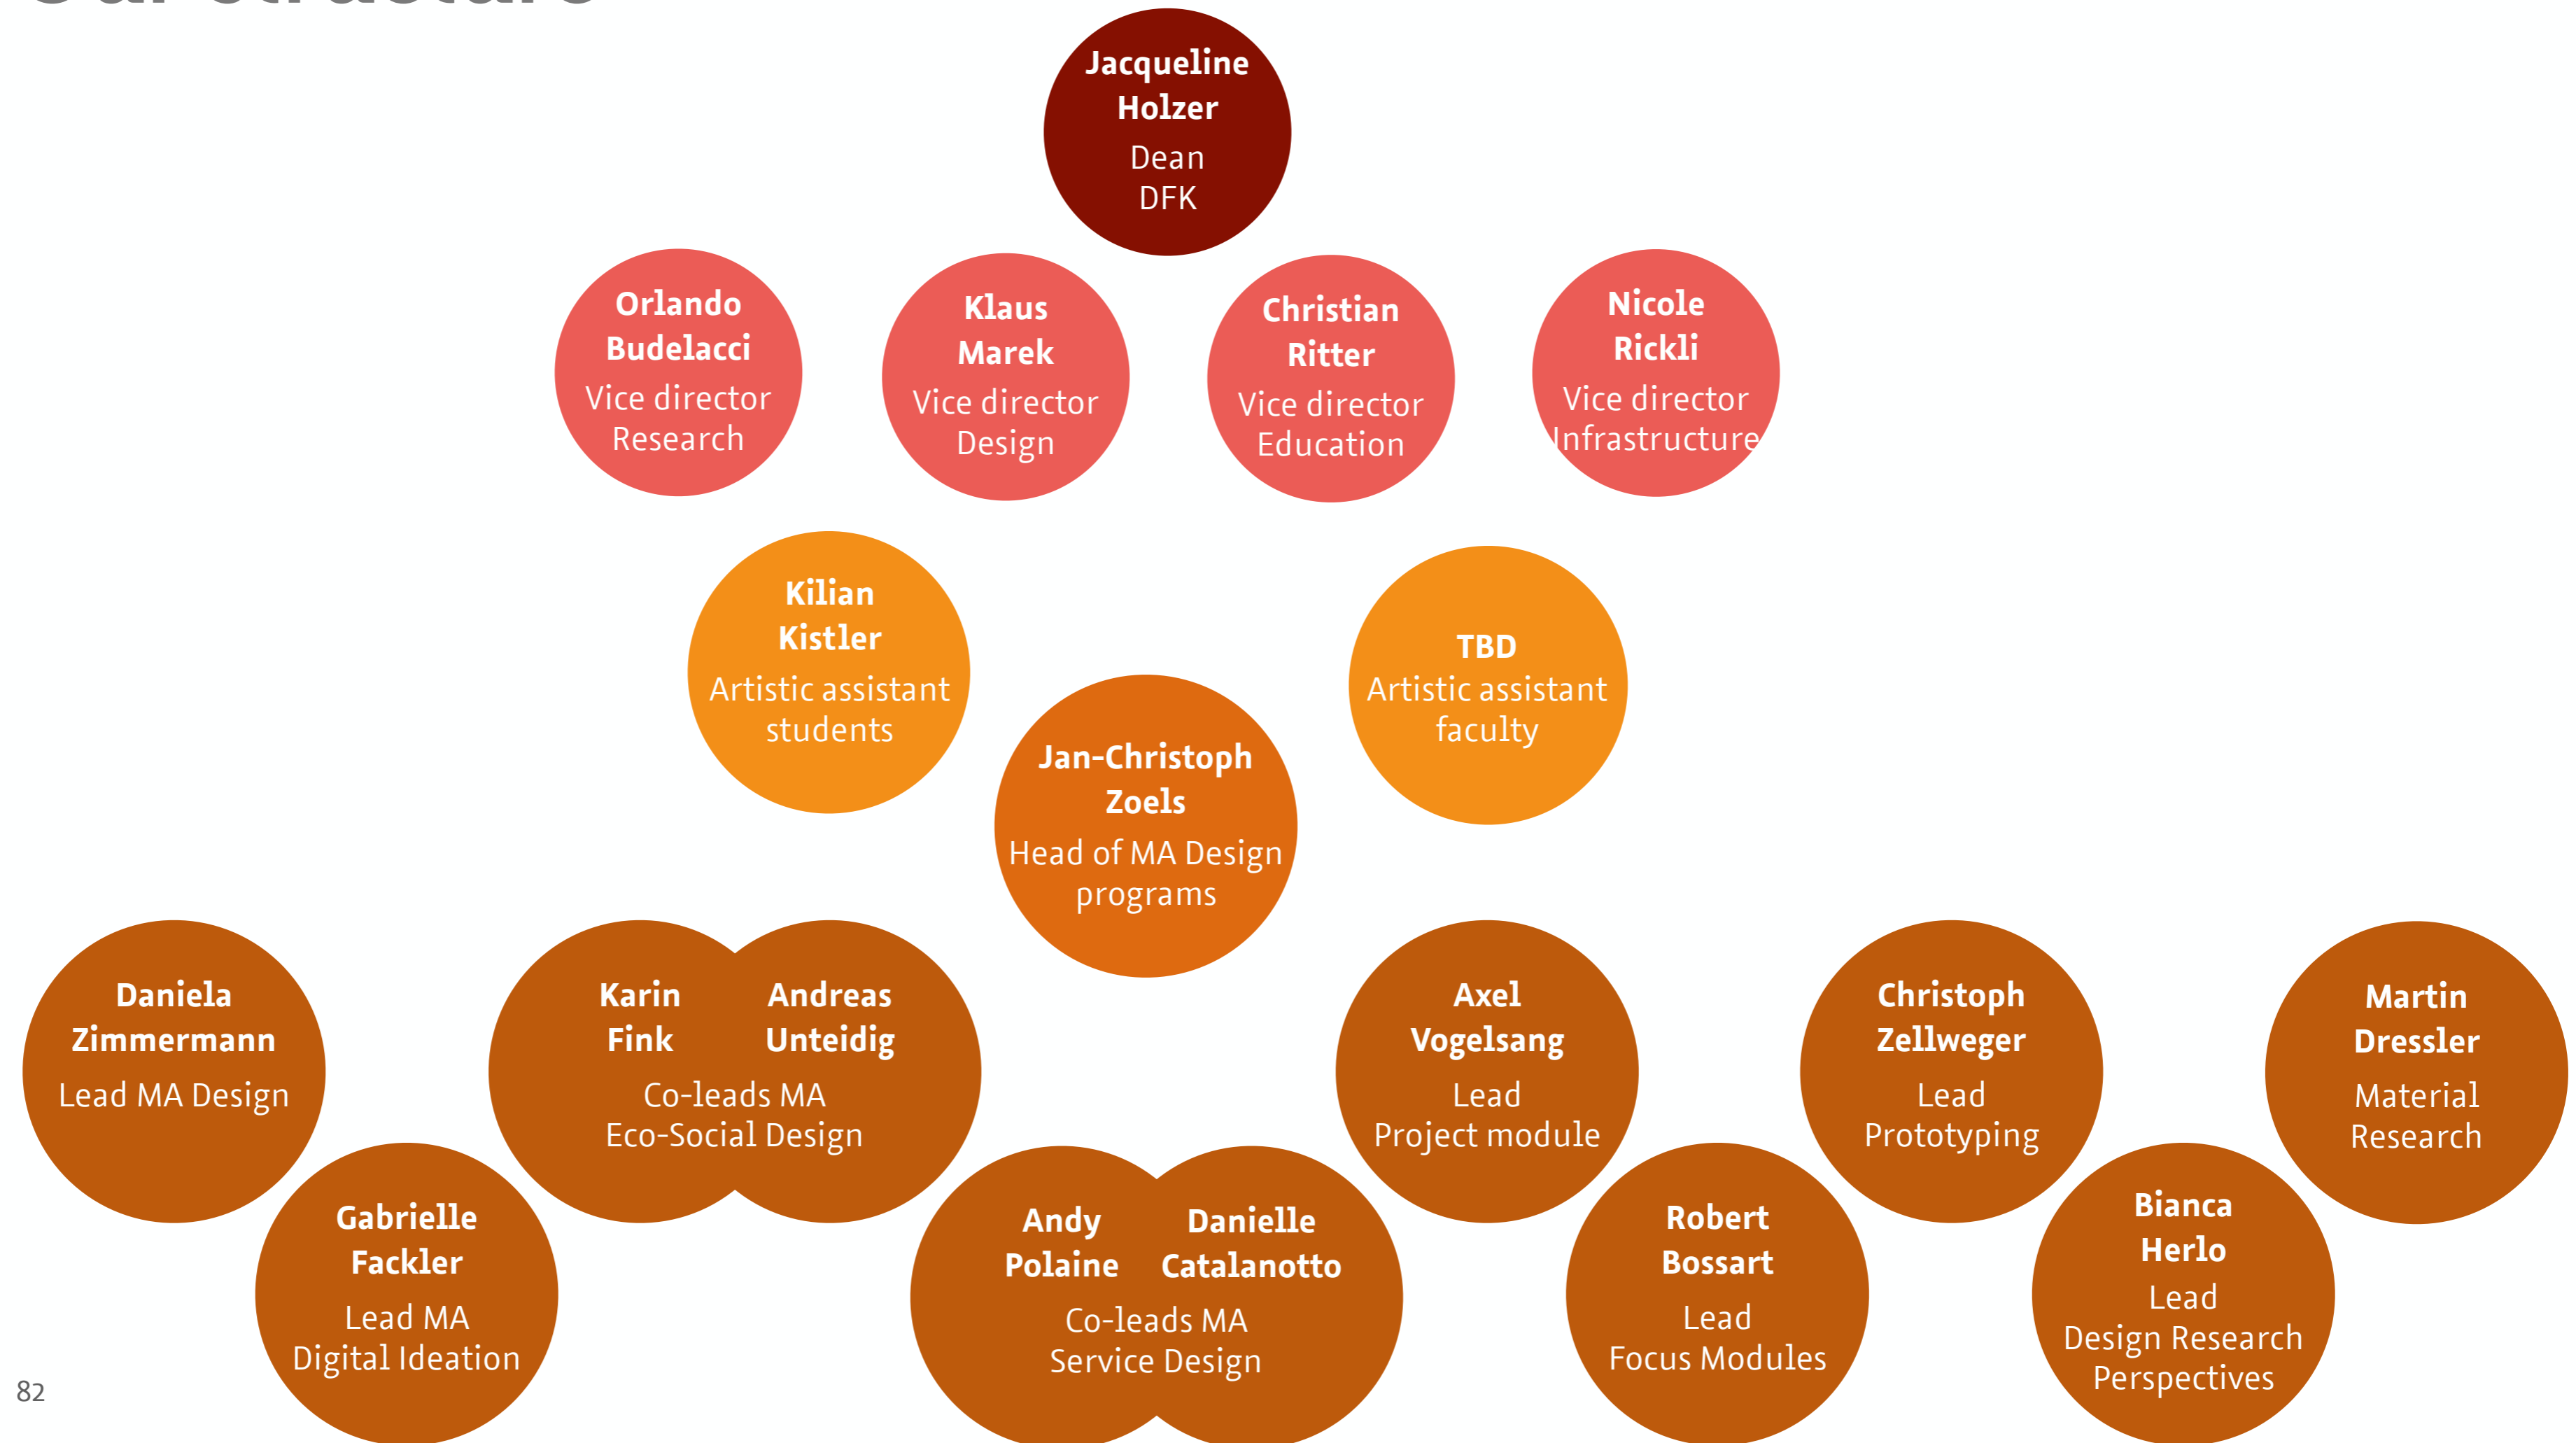 Our structure
Jacqueline
Holzer
Dean
DFK
Orlando
Budelacci
Vice director
Research
Klaus
Marek
Vice director
Design
Christian
Ritter
Vice director
Education
Nicole
Rickli
Vice director
Infrastructure
Kilian
Kistler
Artistic assistant
students
TBD
Artistic assistant
faculty
Jan-Christoph
Zoels
Head of MA Design
programs
Daniela
Zimmermann
Lead MA Design
Karin
Fink
Andreas
Unteidig
Co-leads MA
Eco-Social Design
Axel
Vogelsang
Lead
Project module
Christoph
Zellweger
Lead
Prototyping
Martin
Dressler
Material
Research
Gabrielle
Fackler
Lead MA
Digital Ideation
Andy
Polaine
Danielle
Catalanotto
Co-leads MA
Service Design
Robert
Bossart
Lead
Focus Modules
Bianca
Herlo
Lead
Design Research
Perspectives
82